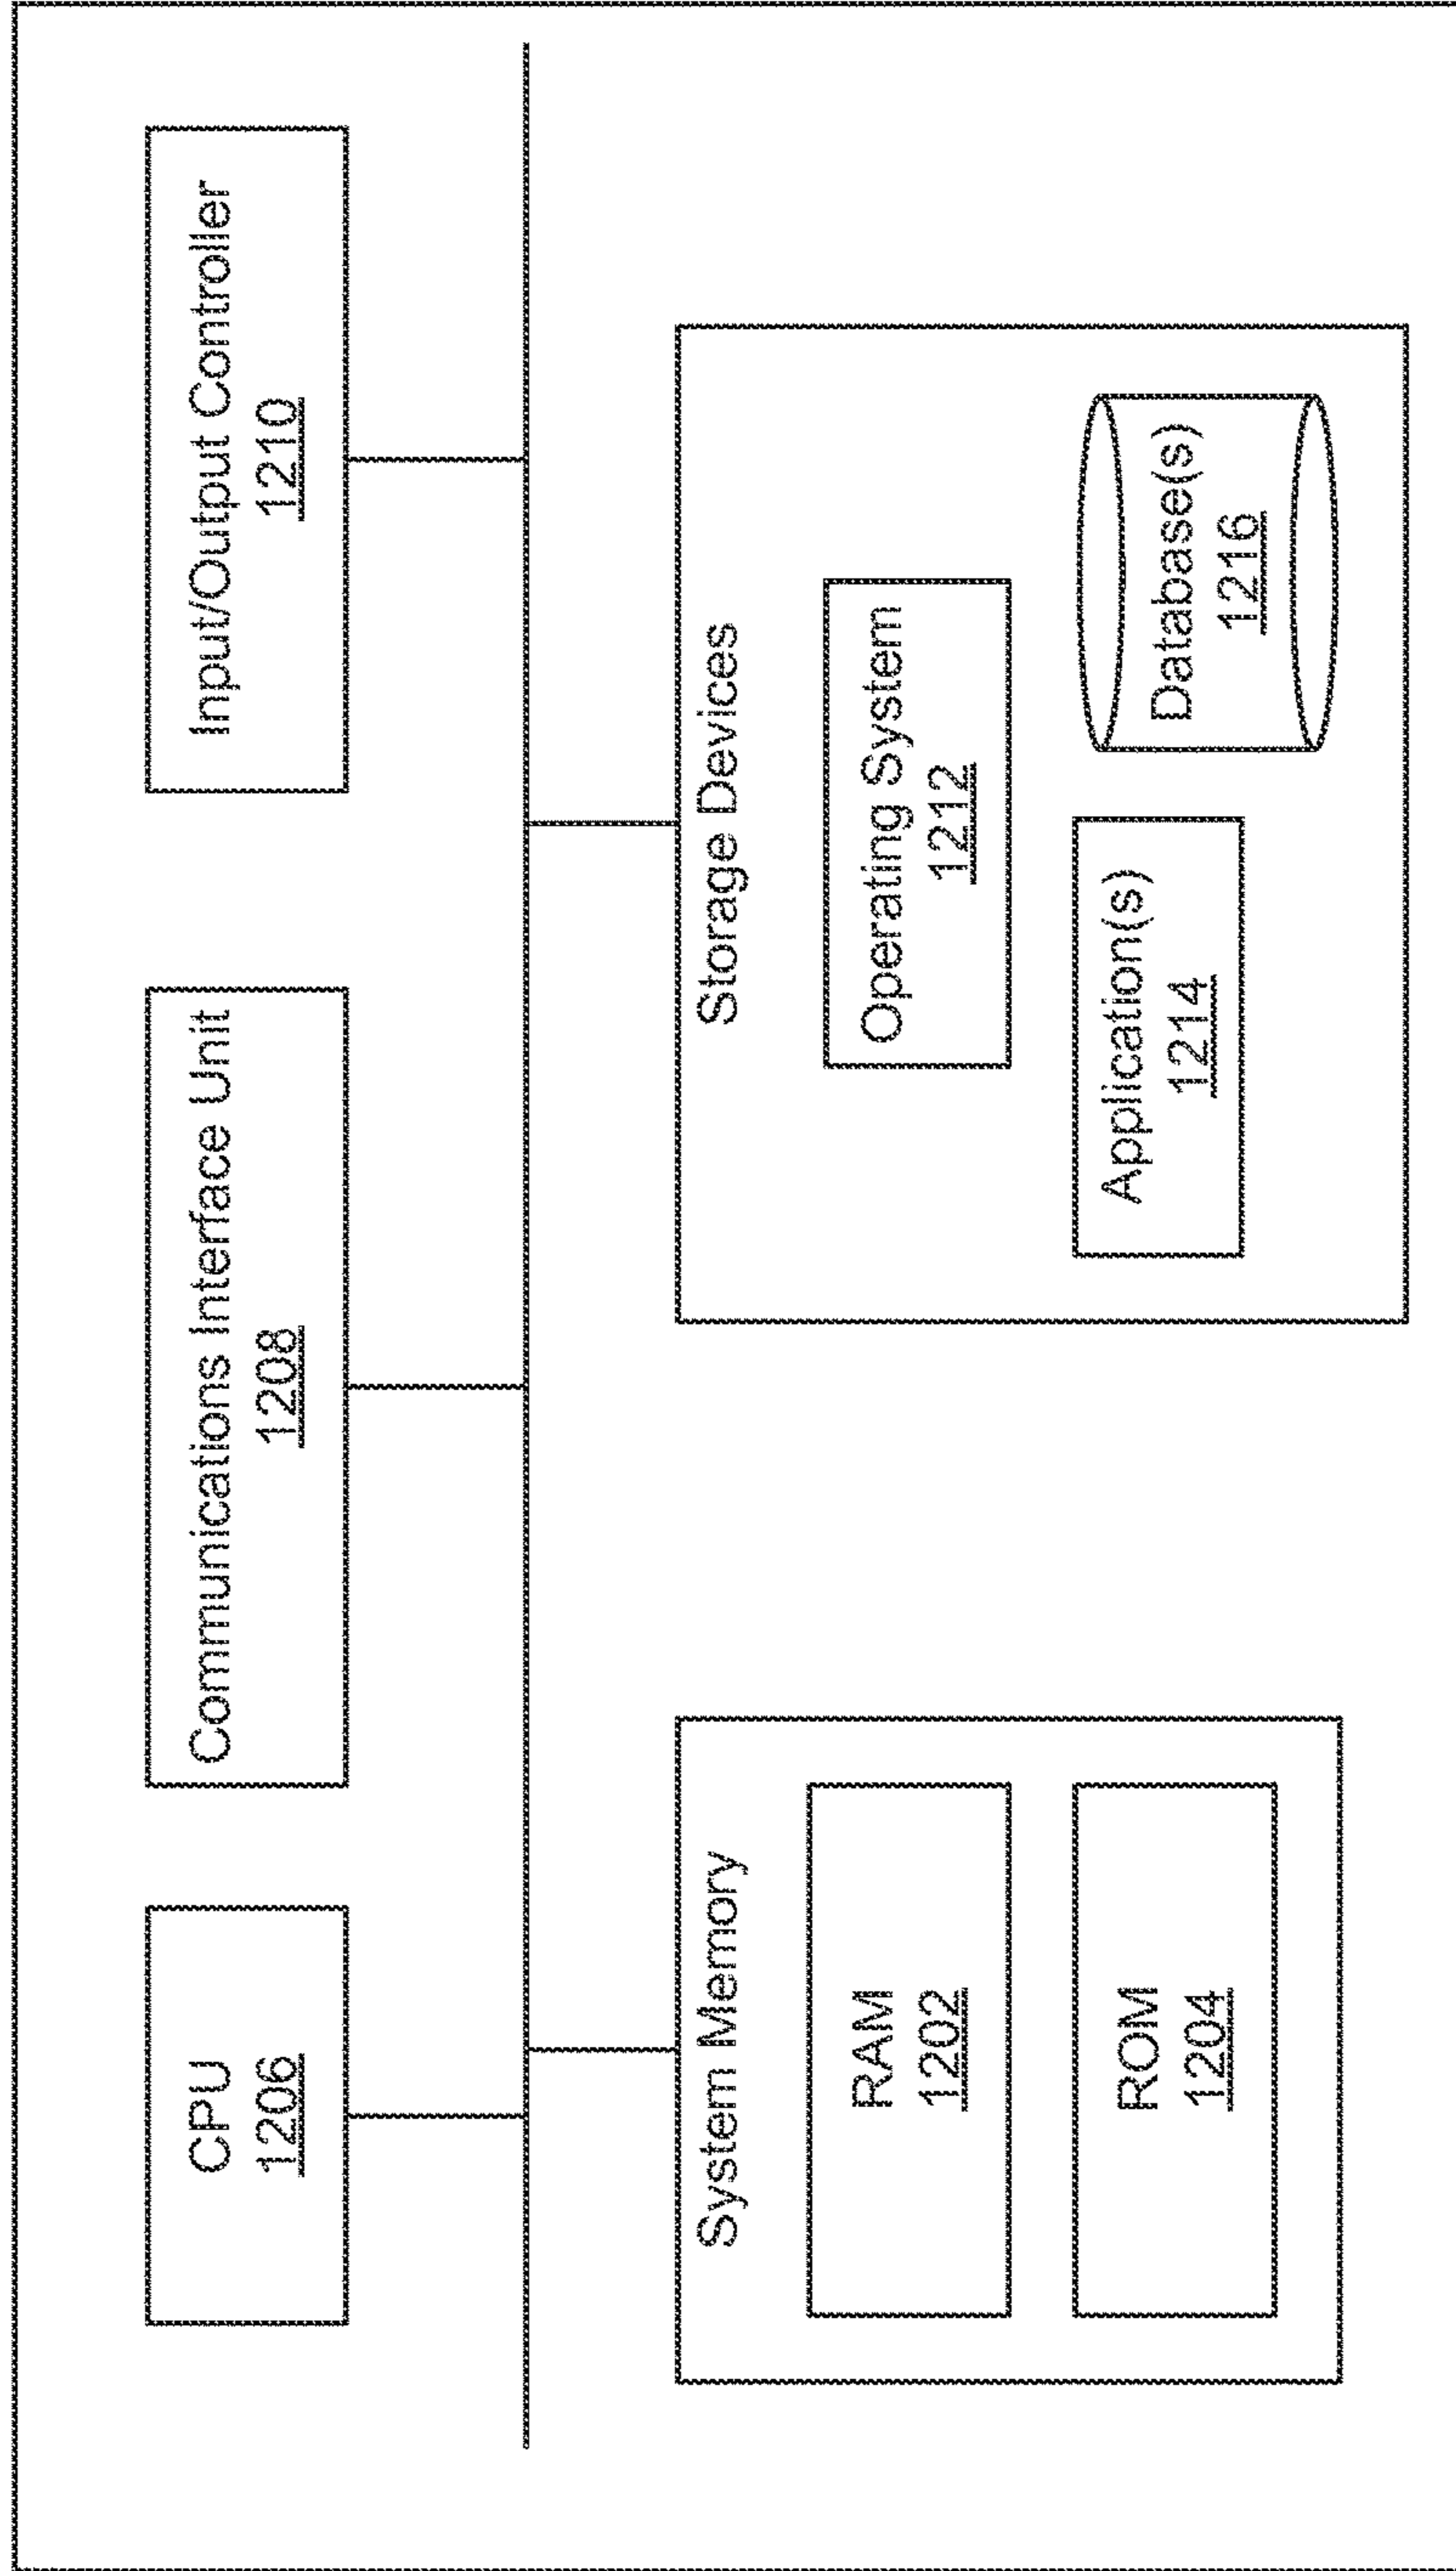 CPU
1206
Communications Interface Unit
1208
Input/Output Controller
1210
System Memory
RAM
1202
ROM
1204
Storage Devices
Operating System
1212
Application(s)
1214
Database(s)
1216